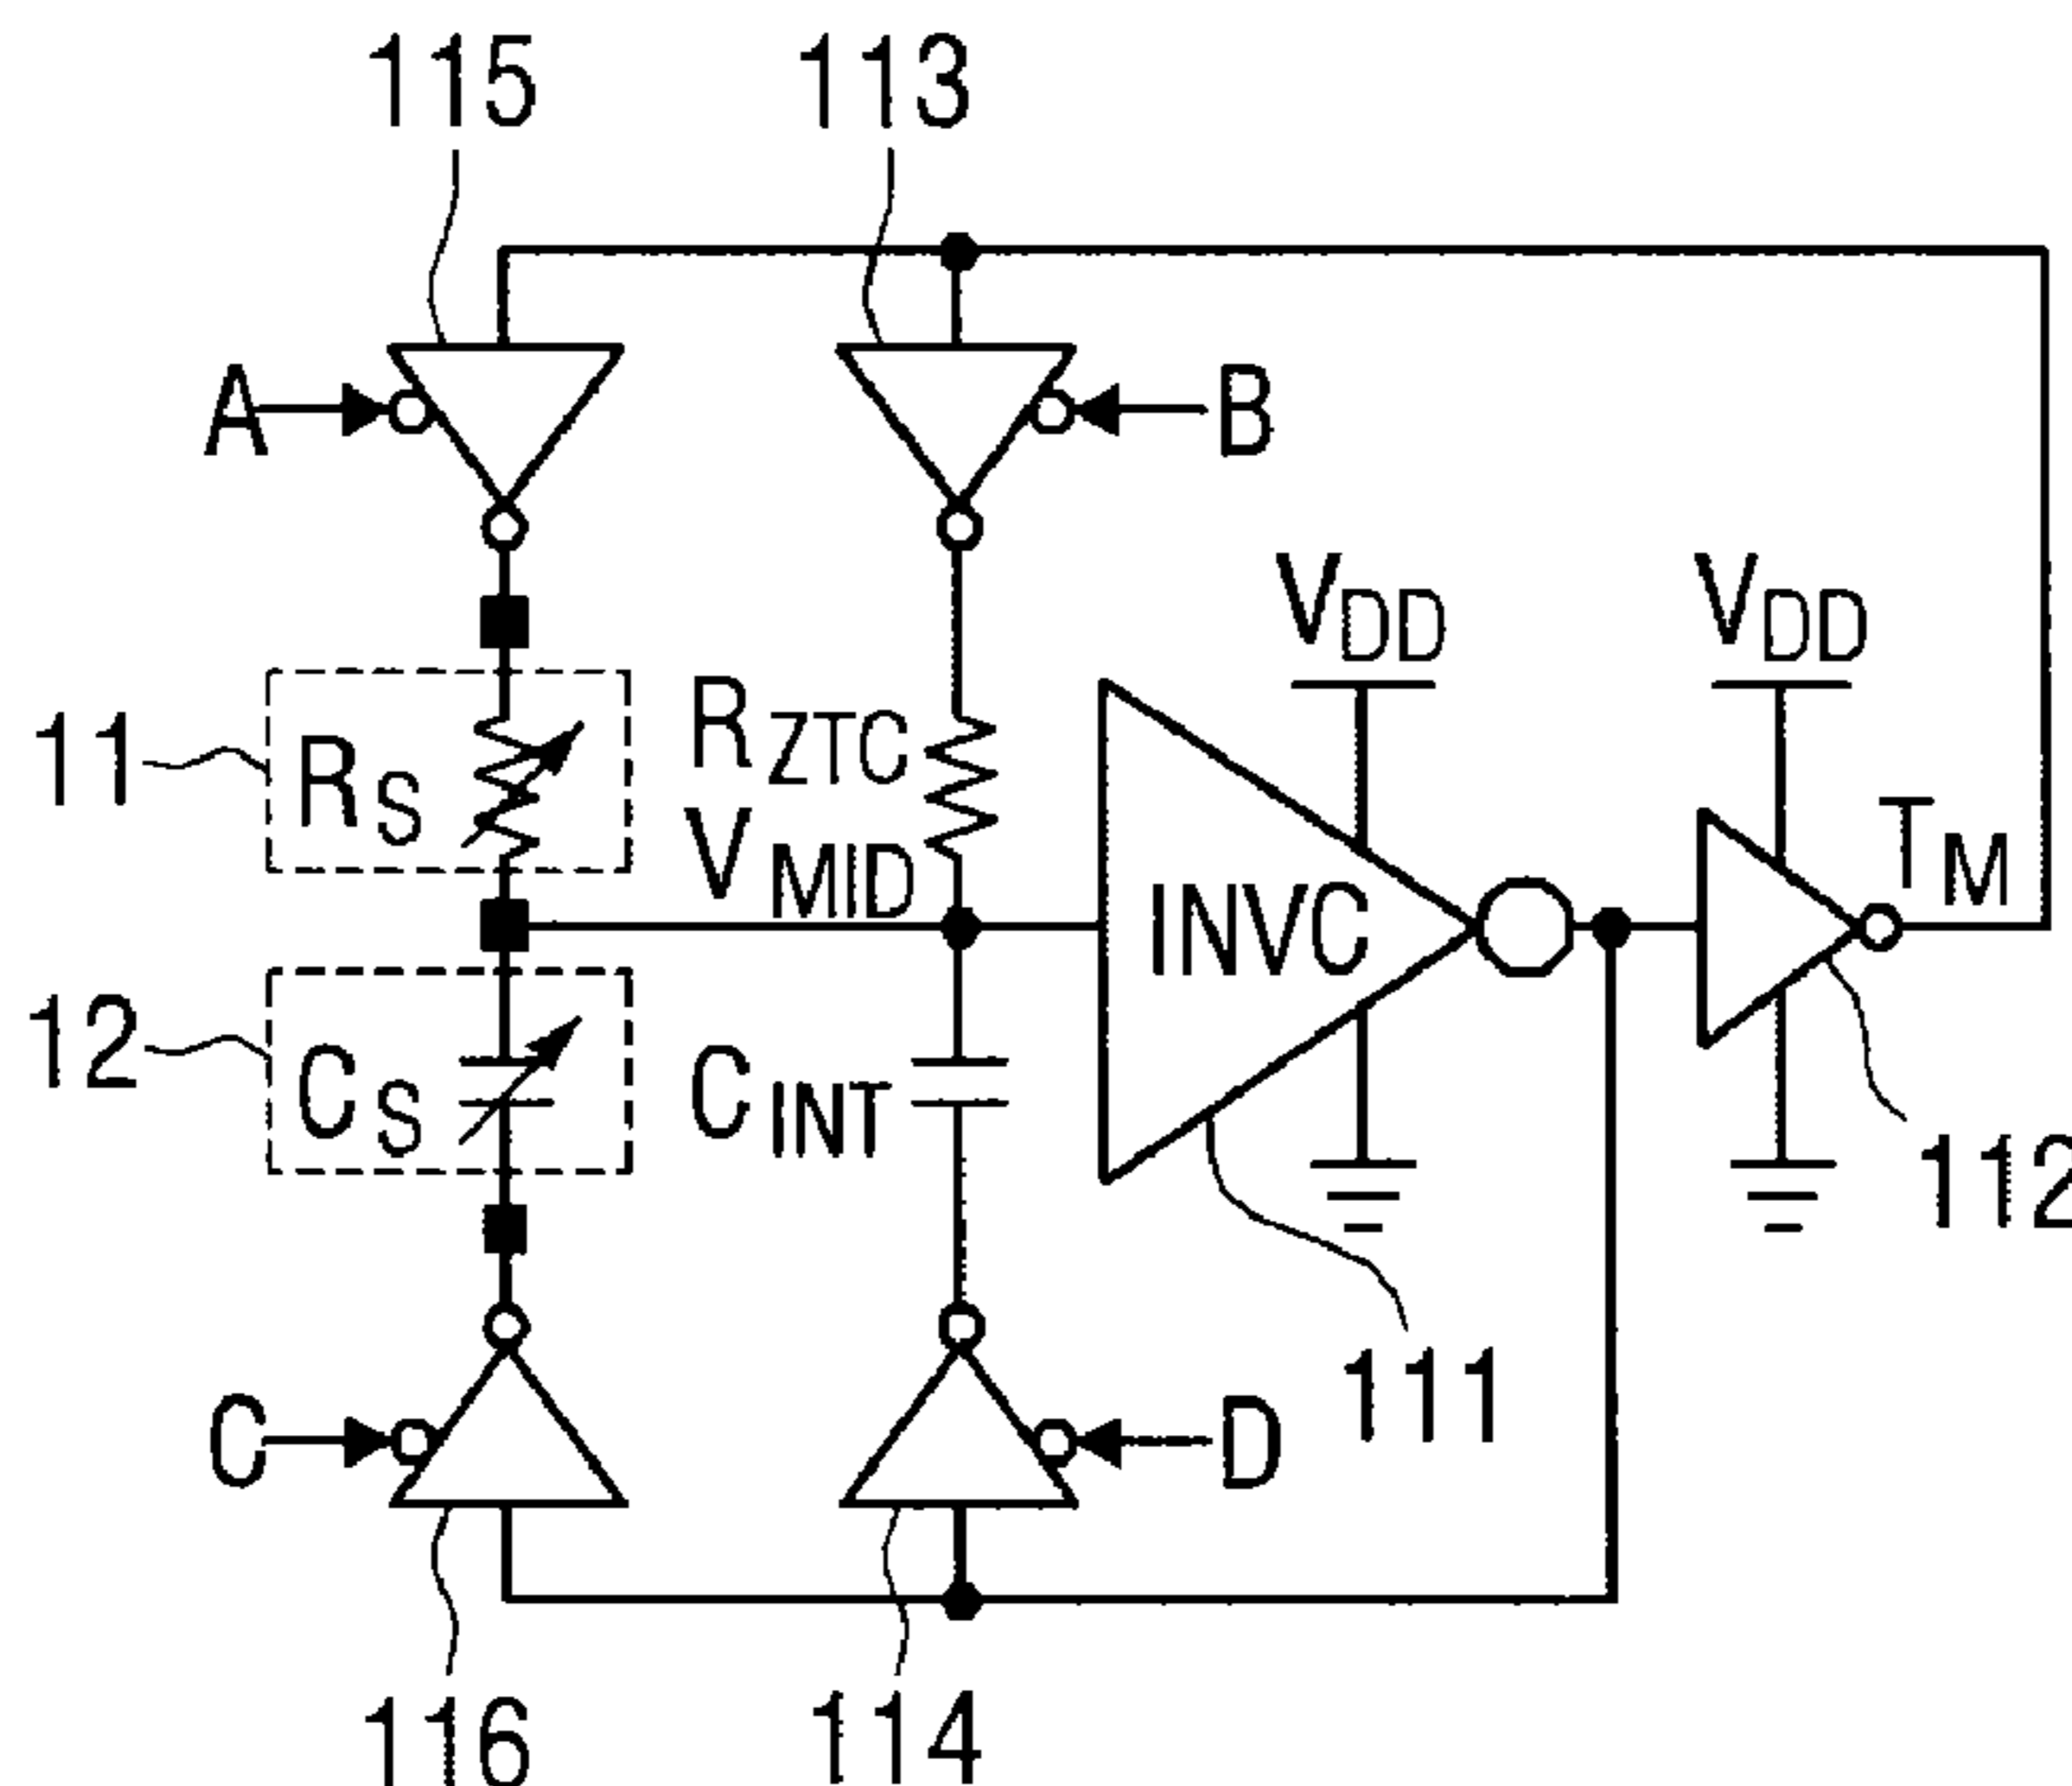 115
113
A
B
VDD
VDD
11
RS
RZTC
VMID
INVC
TM
12
CS
CINT
112
111
C
D
116
114